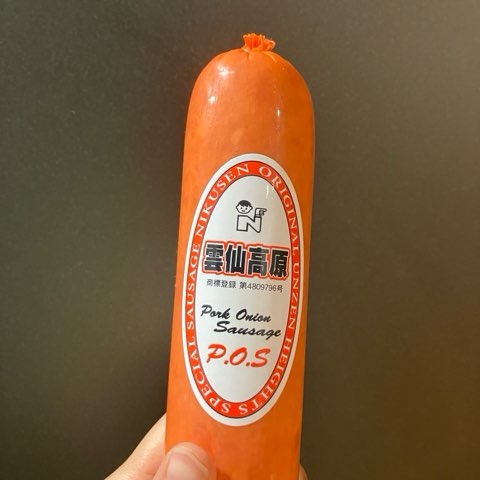 SPECIAL SAUSAGE NIKUSEN ORIGINAL UNZEN HEIGHTS
N
雲仙高原
商標登録 第4809796号
Pork Onion
Sausage
P.O.S